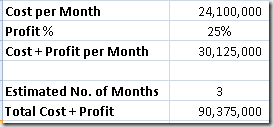 Cost per Month 24,100,000
Profit % 25%
Cost + Profit per Month 30,125,000
Estimated No. of Months 3
Total Cost + Profit 90,375,000